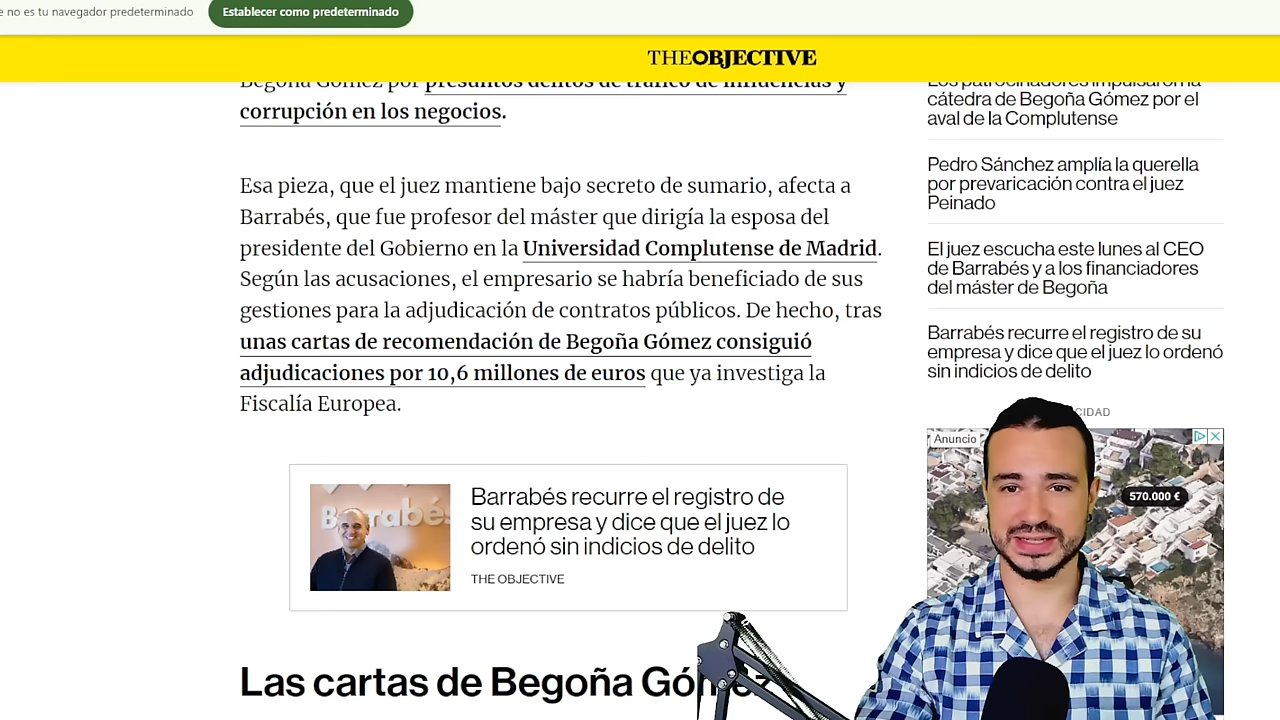 e no es tu navegador predeterminado
Establecer como predeterminado
THEOBJECTIVE
Begoña Gómez por presuntos delitos de tráfico de influencias y
corrupción en los negocios.
Esa pieza, que el juez mantiene bajo secreto de sumario, afecta a
Barrabés, que fue profesor del máster que dirigía la esposa del
presidente del Gobierno en la Universidad Complutense de Madrid.
Según las acusaciones, el empresario se habría beneficiado de sus
gestiones para la adjudicación de contratos públicos. De hecho, tras
unas cartas de recomendación de Begoña Gómez consiguió
adjudicaciones por 10,6 millones de euros que ya investiga la
Fiscalía Europea.
Barrabés
Barrabés recurre el registro de
su empresa y dice que el juez lo
ordenó sin indicios de delito
THE OBJECTIVE
Las cartas de Begoña Gómez
Los patrocinadores impulsaron la
cátedra de Begoña Gómez por el
aval de la Complutense
Pedro Sánchez amplía la querella
por prevaricación contra el juez
Peinado
El juez escucha este lunes al CEO
de Barrabés y a los financiadores
del máster de Begoña
Barrabés recurre el registro de su
empresa y dice que el juez lo ordenó
sin indicios de delito
CIDAD
Anuncio
570.000 €